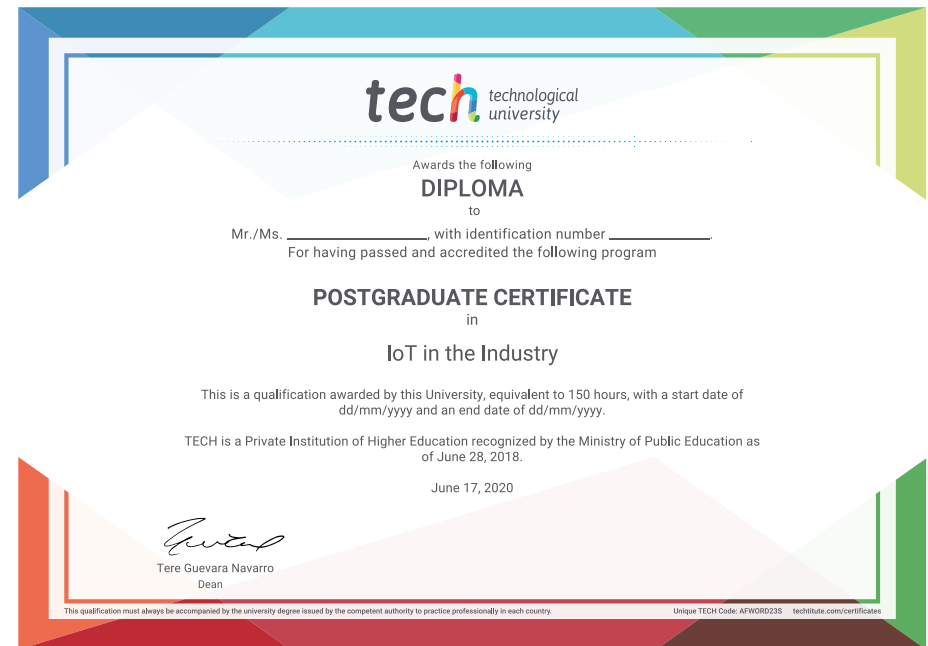 tech technological
university
Awards the following
DIPLOMA
to
Mr./Ms. ____________________, with identification number ______________.
For having passed and accredited the following program
POSTGRADUATE CERTIFICATE
in
IoT in the Industry
This is a qualification awarded by this University, equivalent to 150 hours, with a start date of
dd/mm/yyyy and an end date of dd/mm/yyyy.
TECH is a Private Institution of Higher Education recognized by the Ministry of Public Education as
of June 28, 2018.
June 17, 2020
Tere Guevara Navarro
Dean
This qualification must always be accompanied by the university degree issued by the competent authority to practice professionally in each country. Unique TECH Code: AFWORD23S techtitute.com/certificates